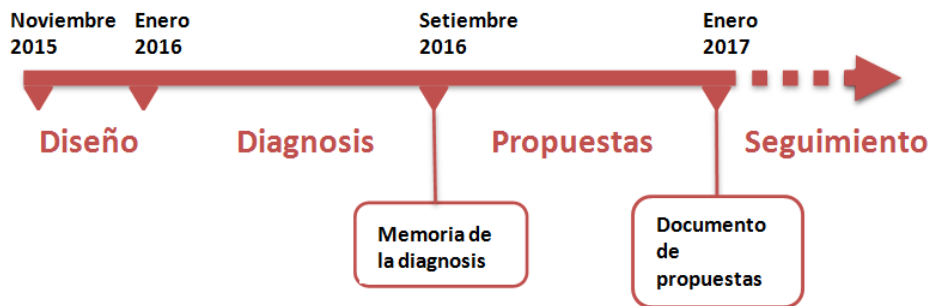 Noviembre
2015
Enero
2016
Setiembre
2016
Enero
2017
Diseño
Diagnosis
Propuestas
Seguimiento
Memoria de
la diagnosis
Documento
de
propuestas